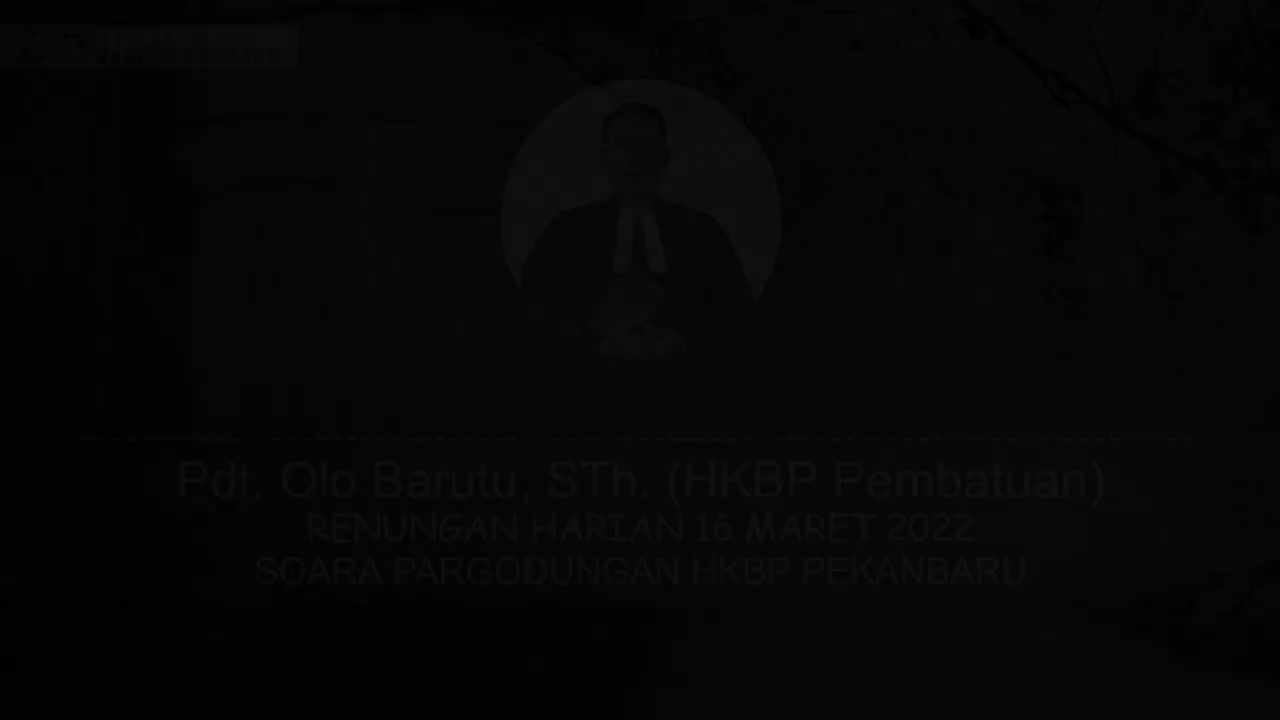 Pdt. Olo Barutu, STh. (HKBP Pembatuan)
RENUNGAN HARIAN 16 MARET 2022
SOARA PARGODUNGAN HKBP PEKANBARU